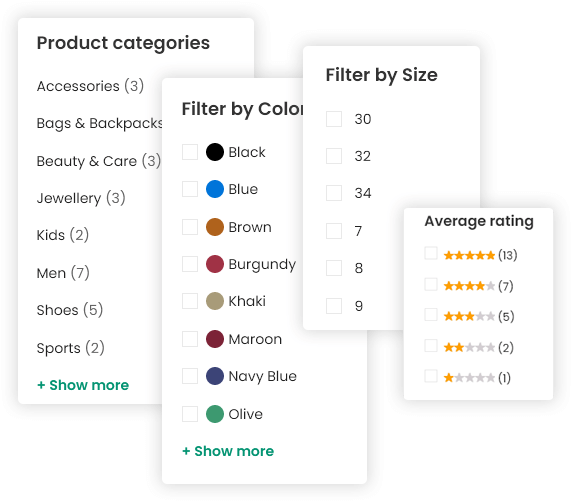 Product categories
Accessories (3)
Bags & Backpacks
Beauty & Care (3)
Jewellery (3)
Kids (2)
Men (7)
Shoes (5)
Sports (2)
+ Show more
Filter by Color
Black
Blue
Brown
Burgundy
Khaki
Maroon
Navy Blue
Olive
+ Show more
Filter by Size
30
32
34
7
8
9
Average rating
(13)
(7)
(5)
(2)
(1)